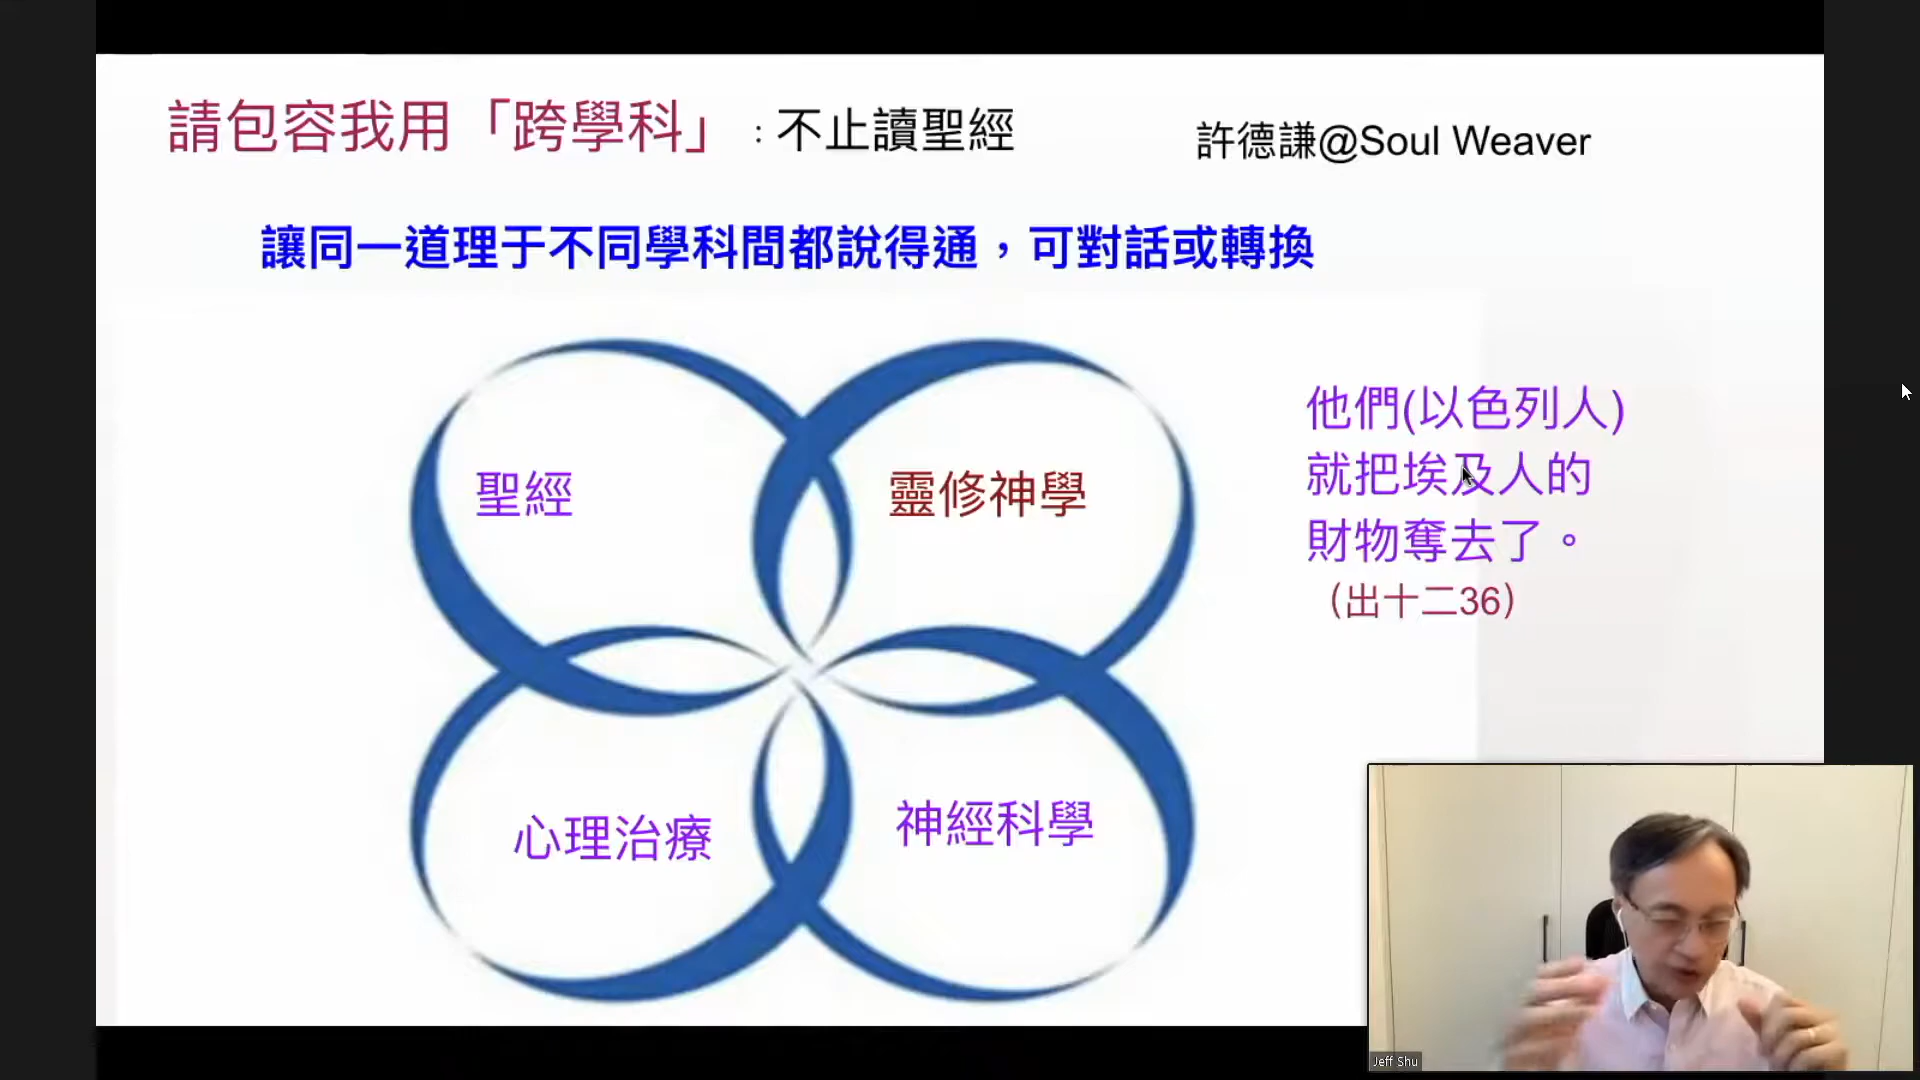 請包容我用「跨學科」：不止讀聖經
許德謙@Soul Weaver
讓同一道理于不同學科間都說得通，可對話或轉換
聖經
靈修神學
他們(以色列人)
就把埃及人的
財物奪去了。
（出十二36）
心理治療
神經科學
Jeff Shu